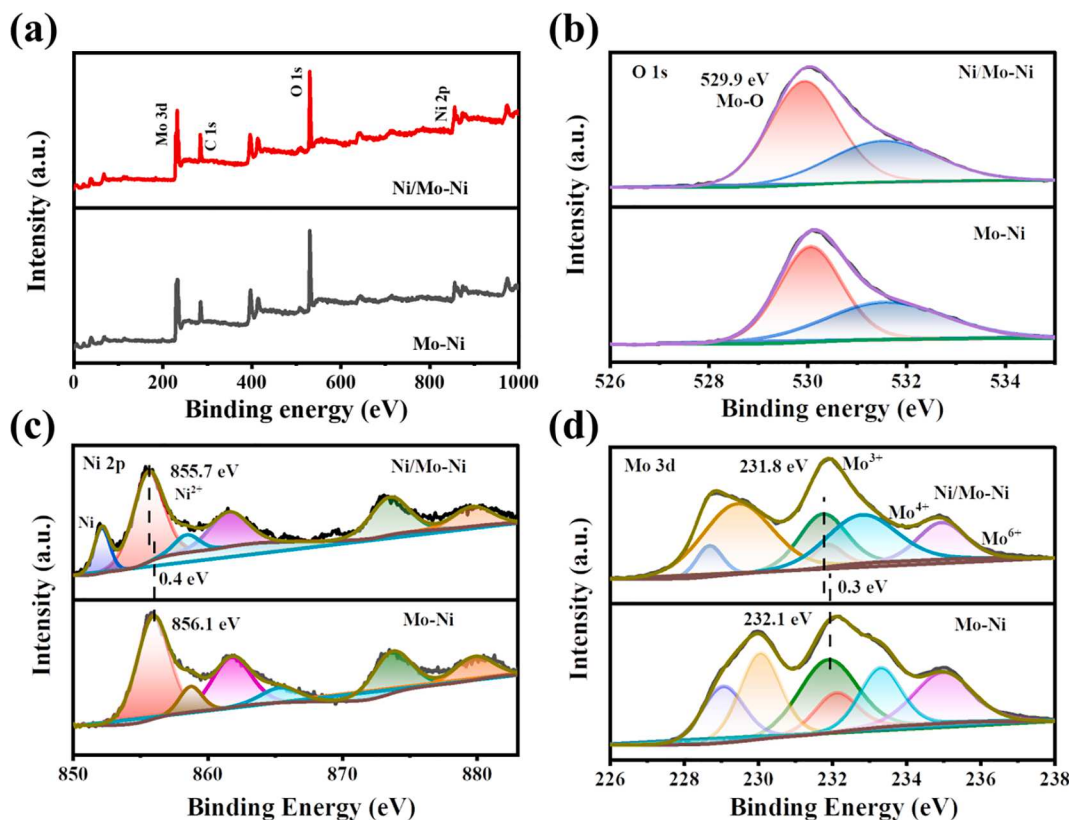 (a)
Intensity (a.u.)
Mo 3d
C 1s
O 1s
Ni 2p
Ni/Mo-Ni
Mo-Ni
0 200 400 600 800 1000
Binding energy (eV)
(b)
Intensity (a.u.)
O 1s
529.9 eV
Mo-O
Ni/Mo-Ni
Mo-Ni
526 528 530 532 534
Binding energy (eV)
(c)
Intensity (a.u.)
Ni 2p
855.7 eV
Ni/Mo-Ni
Ni
Ni2+
0.4 eV
856.1 eV
Mo-Ni
850 860 870 880
Binding Energy (eV)
(d)
Intensity (a.u.)
Mo 3d
231.8 eV
Mo3+
Ni/Mo-Ni
Mo4+
Mo6+
0.3 eV
232.1 eV
Mo-Ni
226 228 230 232 234 236 238
Binding Energy (eV)